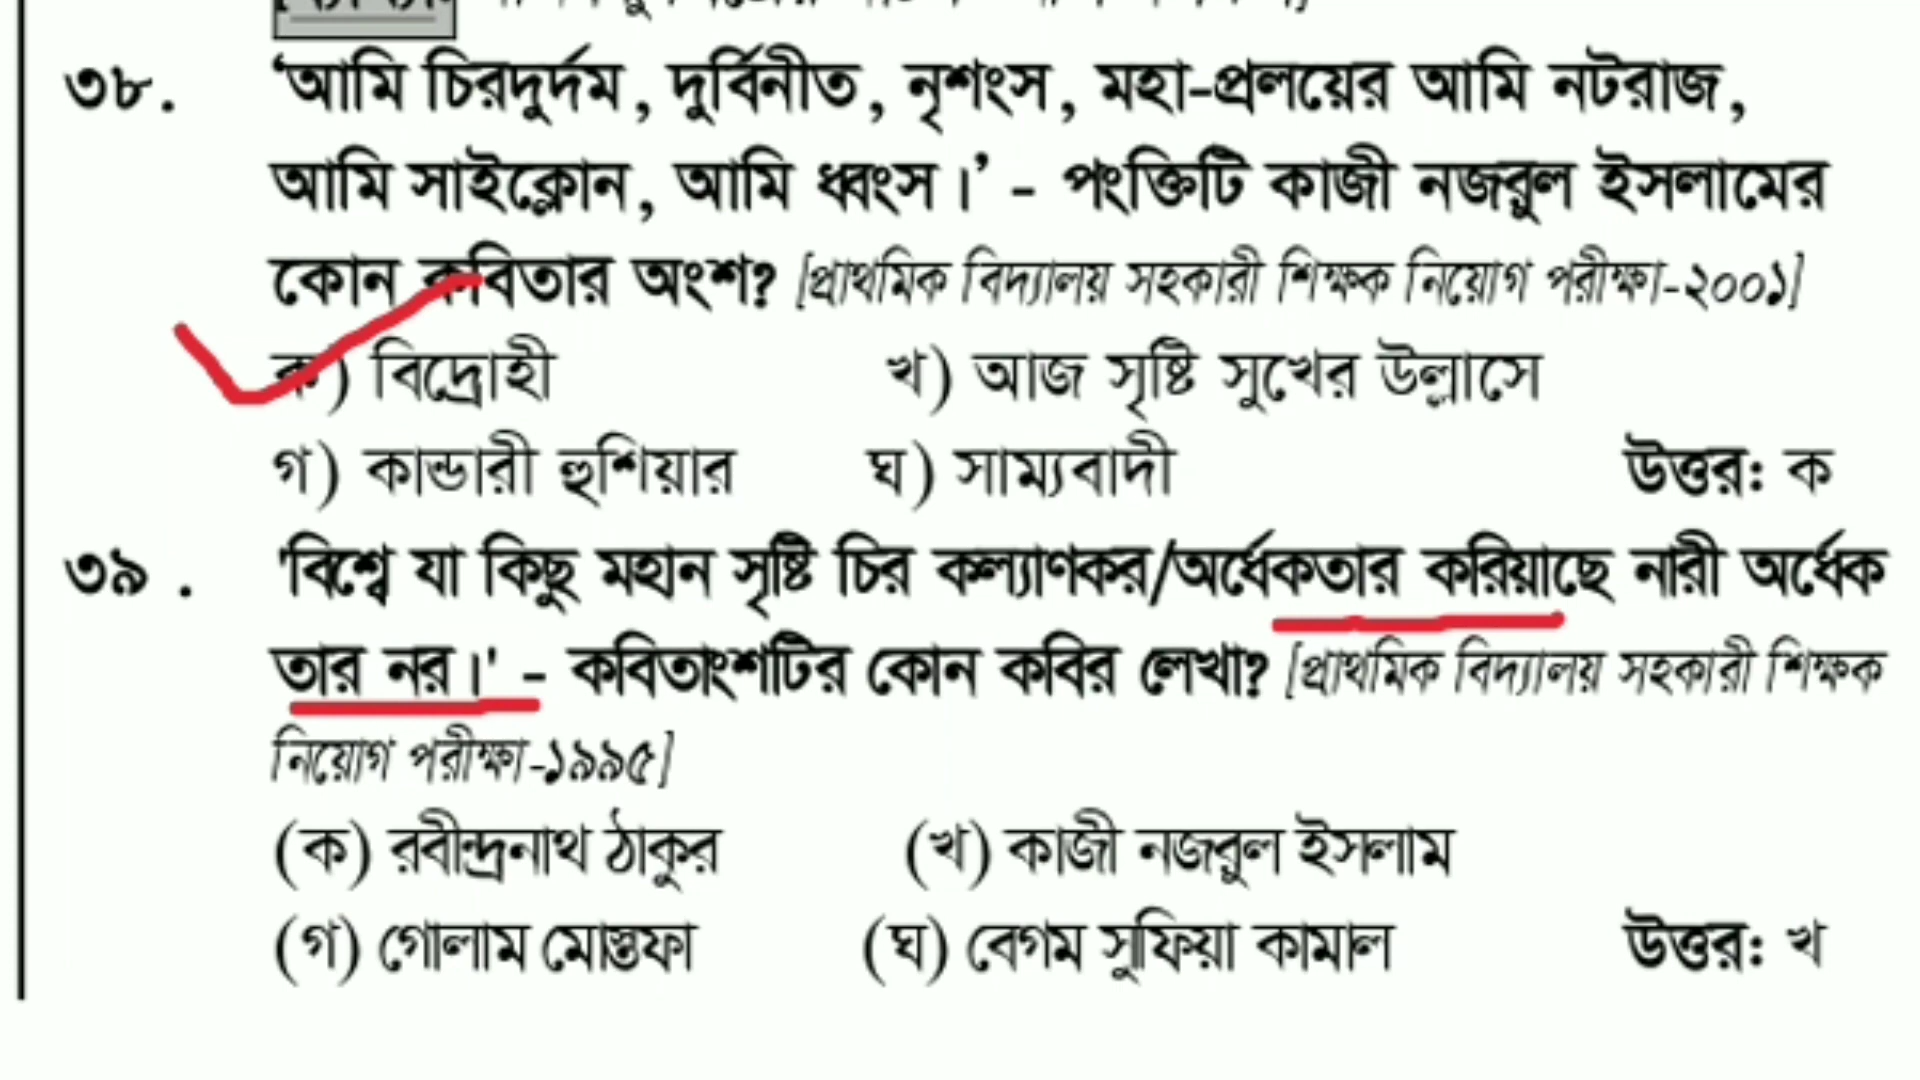 ৩৮. 'আমি চিরদুর্দম, দুর্বিনীত, নৃশংস, মহা-প্রলয়ের আমি নটরাজ,
আমি সাইক্লোন, আমি ধ্বংস।' - পংক্তিটি কাজী নজরুল ইসলামের
কোন কবিতার অংশ? [প্রাথমিক বিদ্যালয় সহকারী শিক্ষক নিয়োগ পরীক্ষা-২০০১]
ক) বিদ্রোহী খ) আজ সৃষ্টি সুখের উল্লাসে
গ) কান্ডারী হুশিয়ার ঘ) সাম্যবাদী উত্তর: ক
৩৯. 'বিশ্বে যা কিছু মহান সৃষ্টি চির কল্যাণকর/অর্ধেকতার করিয়াছে নারী অর্ধেক
তার নর।' - কবিতাংশটির কোন কবির লেখা? [প্রাথমিক বিদ্যালয় সহকারী শিক্ষক
নিয়োগ পরীক্ষা-১৯৯৫]
(ক) রবীন্দ্রনাথ ঠাকুর (খ) কাজী নজরুল ইসলাম
(গ) গোলাম মোস্তফা (ঘ) বেগম সুফিয়া কামাল উত্তর: খ